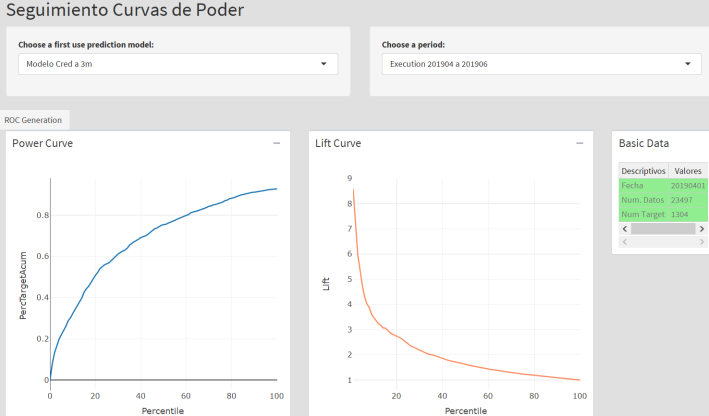 Seguimiento Curvas de Poder
Choose a first use prediction model:
Modelo Cred a 3m
Choose a period:
Execution 201904 a 201906
ROC Generation
Power Curve
0.8
0.6
0.4
0.2
0
PercTargetAcum
0 20 40 60 80 100
Percentile
Lift Curve
9
8
7
6
5
4
3
2
1
Lift
20 40 60 80 100
Percentile
Basic Data
Descriptivos Valores
Fecha 20190401
Num. Datos 23497
Num Target 1304